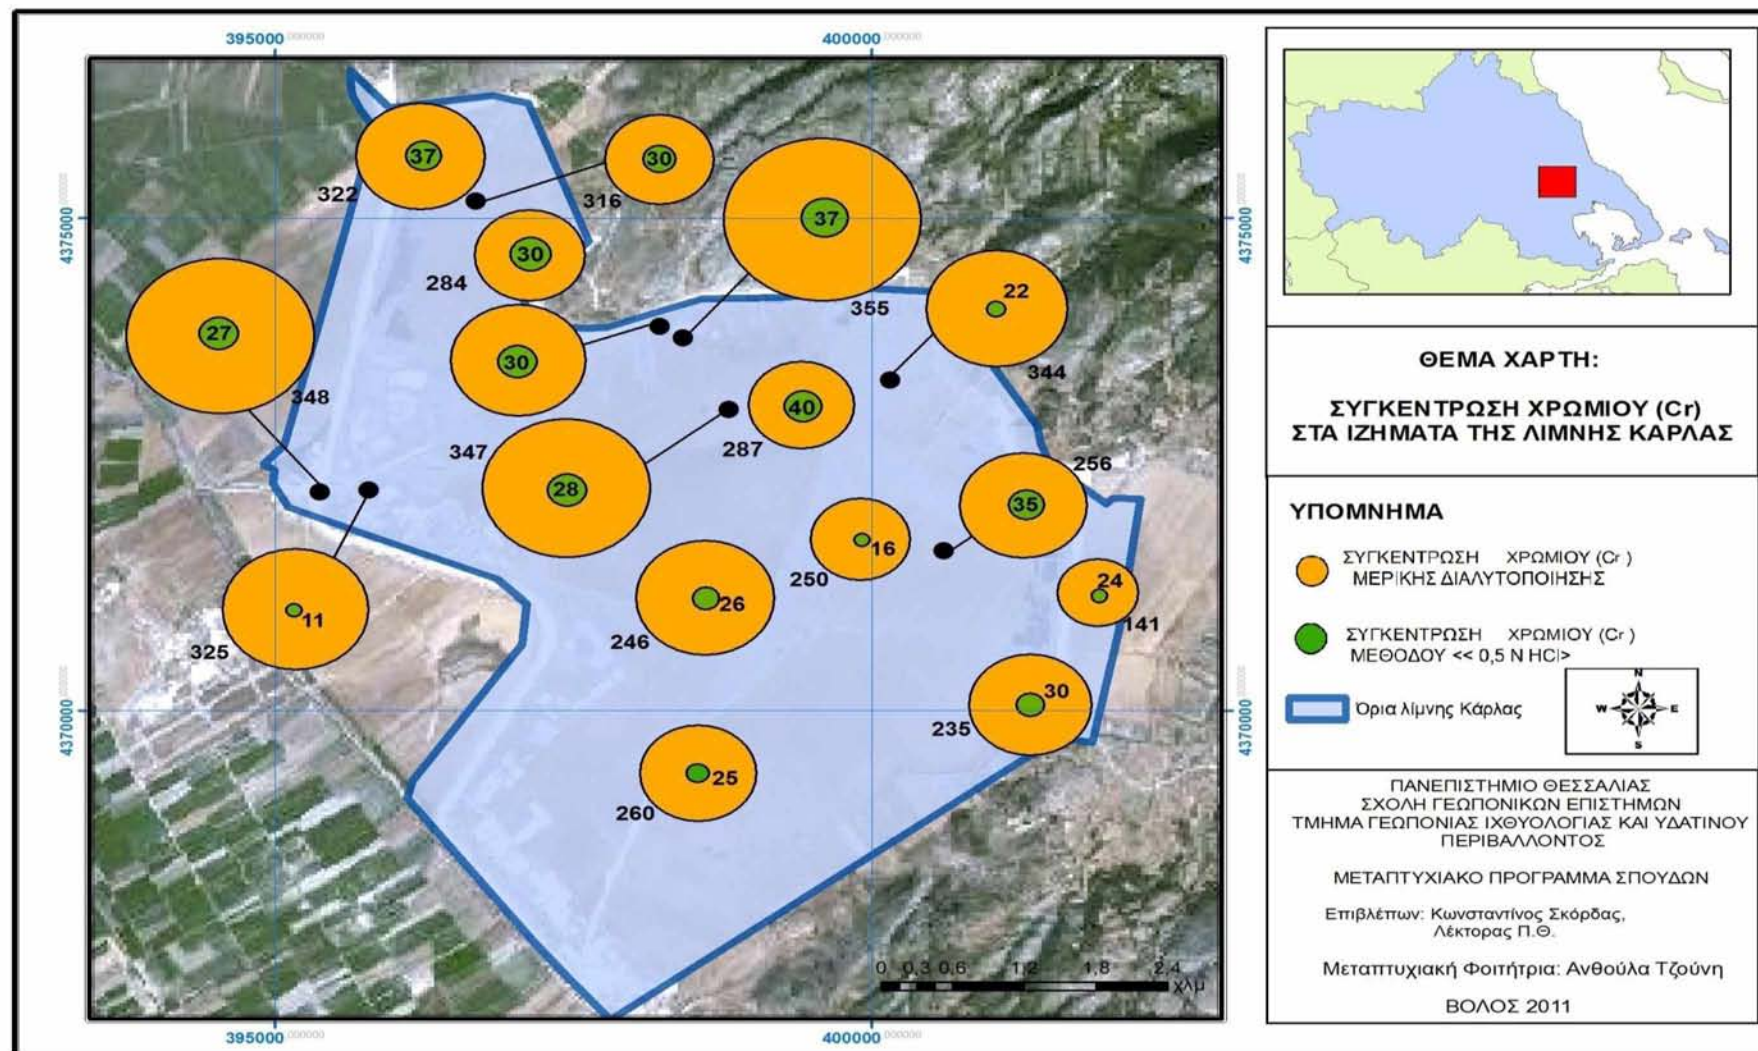 395000
400000
4375000
4375000
4370000
4370000
395000
400000
37
322
30
316
37
355
30
284
22
344
27
348
30
347
40
287
28
256
35
16
250
24
141
11
325
26
246
30
235
25
260
0 0,3 0,6 1,2 1,8 2,4
χλμ
ΘΕΜΑ ΧΑΡΤΗ:
ΣΥΓΚΕΝΤΡΩΣΗ ΧΡΩΜΙΟΥ (Cr)
ΣΤΑ ΙΖΗΜΑΤΑ ΤΗΣ ΛΙΜΝΗΣ ΚΑΡΛΑΣ
ΥΠΟΜΝΗΜΑ
ΣΥΓΚΕΝΤΡΩΣΗ ΧΡΩΜΙΟΥ (Cr )
ΜΕΡΙΚΗΣ ΔΙΑΛΥΤΟΠΟΙΗΣΗΣ
ΣΥΓΚΕΝΤΡΩΣΗ ΧΡΩΜΙΟΥ (Cr )
ΜΕΘΟΔΟΥ << 0,5 N HCl>
Όρια λίμνης Κάρλας
N
W E
S
ΠΑΝΕΠΙΣΤΗΜΙΟ ΘΕΣΣΑΛΙΑΣ
ΣΧΟΛΗ ΓΕΩΠΟΝΙΚΩΝ ΕΠΙΣΤΗΜΩΝ
ΤΜΗΜΑ ΓΕΩΠΟΝΙΑΣ ΙΧΘΥΟΛΟΓΙΑΣ ΚΑΙ ΥΔΑΤΙΝΟΥ
ΠΕΡΙΒΑΛΛΟΝΤΟΣ
ΜΕΤΑΠΤΥΧΙΑΚΟ ΠΡΟΓΡΑΜΜΑ ΣΠΟΥΔΩΝ
Επιβλέπων: Κωνσταντίνος Σκόρδας,
Λέκτορας Π.Θ.
Μεταπτυχιακή Φοιτήτρια: Ανθούλα Τζούνη
ΒΟΛΟΣ 2011